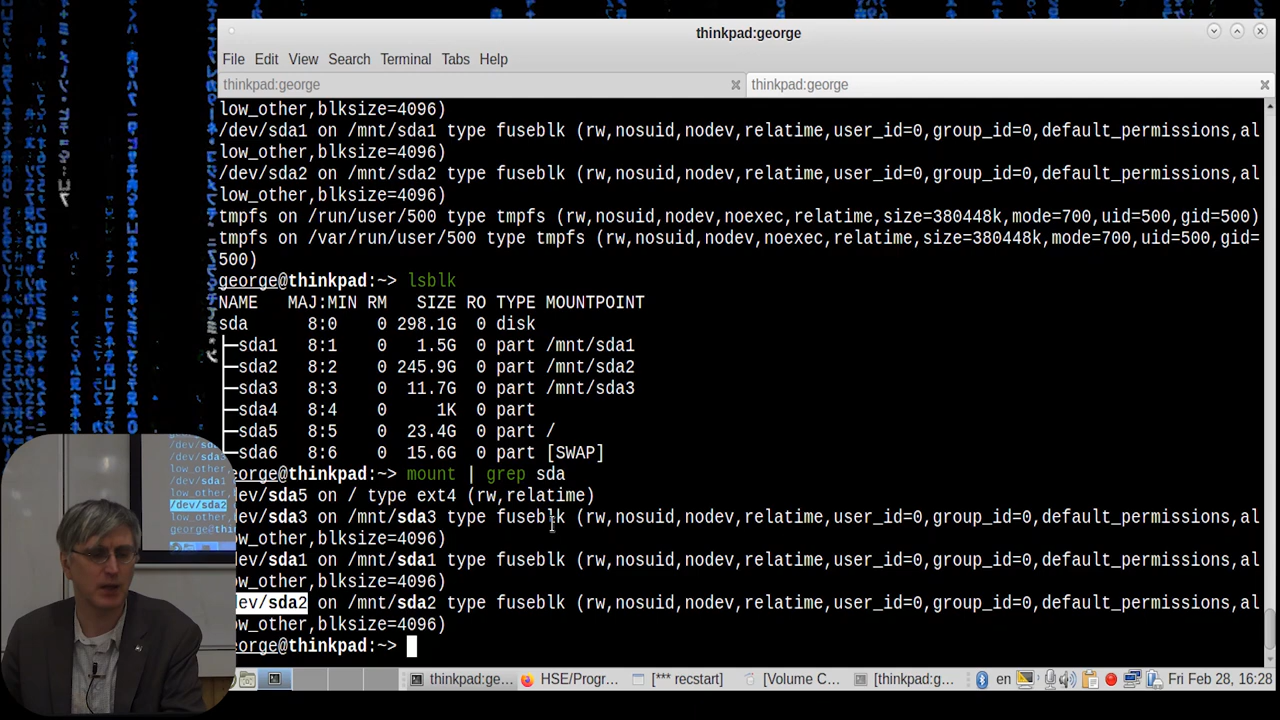 thinkpad:george
File Edit View Search Terminal Tabs Help
thinkpad:george thinkpad:george
low_other,blksize=4096)
/dev/sda1 on /mnt/sda1 type fuseblk (rw,nosuid,nodev,relatime,user_id=0,group_id=0,default_permissions,al
low_other,blksize=4096)
/dev/sda2 on /mnt/sda2 type fuseblk (rw,nosuid,nodev,relatime,user_id=0,group_id=0,default_permissions,al
low_other,blksize=4096)
tmpfs on /run/user/500 type tmpfs (rw,nosuid,nodev,noexec,relatime,size=380448k,mode=700,uid=500,gid=500)
tmpfs on /var/run/user/500 type tmpfs (rw,nosuid,nodev,noexec,relatime,size=380448k,mode=700,uid=500,gid=
500)
george@thinkpad:~> lsblk
NAME MAJ:MIN RM SIZE RO TYPE MOUNTPOINT
sda 8:0 0 298.1G 0 disk
├─sda1 8:1 0 1.5G 0 part /mnt/sda1
├─sda2 8:2 0 245.9G 0 part /mnt/sda2
├─sda3 8:3 0 11.7G 0 part /mnt/sda3
├─sda4 8:4 0 1K 0 part
├─sda5 8:5 0 23.4G 0 part /
└─sda6 8:6 0 15.6G 0 part [SWAP]
eorge@thinkpad:~> mount | grep sda
dev/sda5 on / type ext4 (rw,relatime)
dev/sda3 on /mnt/sda3 type fuseblk (rw,nosuid,nodev,relatime,user_id=0,group_id=0,default_permissions,al
ow_other,blksize=4096)
dev/sda1 on /mnt/sda1 type fuseblk (rw,nosuid,nodev,relatime,user_id=0,group_id=0,default_permissions,al
ow_other,blksize=4096)
dev/sda2 on /mnt/sda2 type fuseblk (rw,nosuid,nodev,relatime,user_id=0,group_id=0,default_permissions,al
ow_other,blksize=4096)
eorge@thinkpad:~>
thinkpad:ge... HSE/Progr... [*** recstart] [Volume C... [thinkpad:g... en Fri Feb 28, 16:28